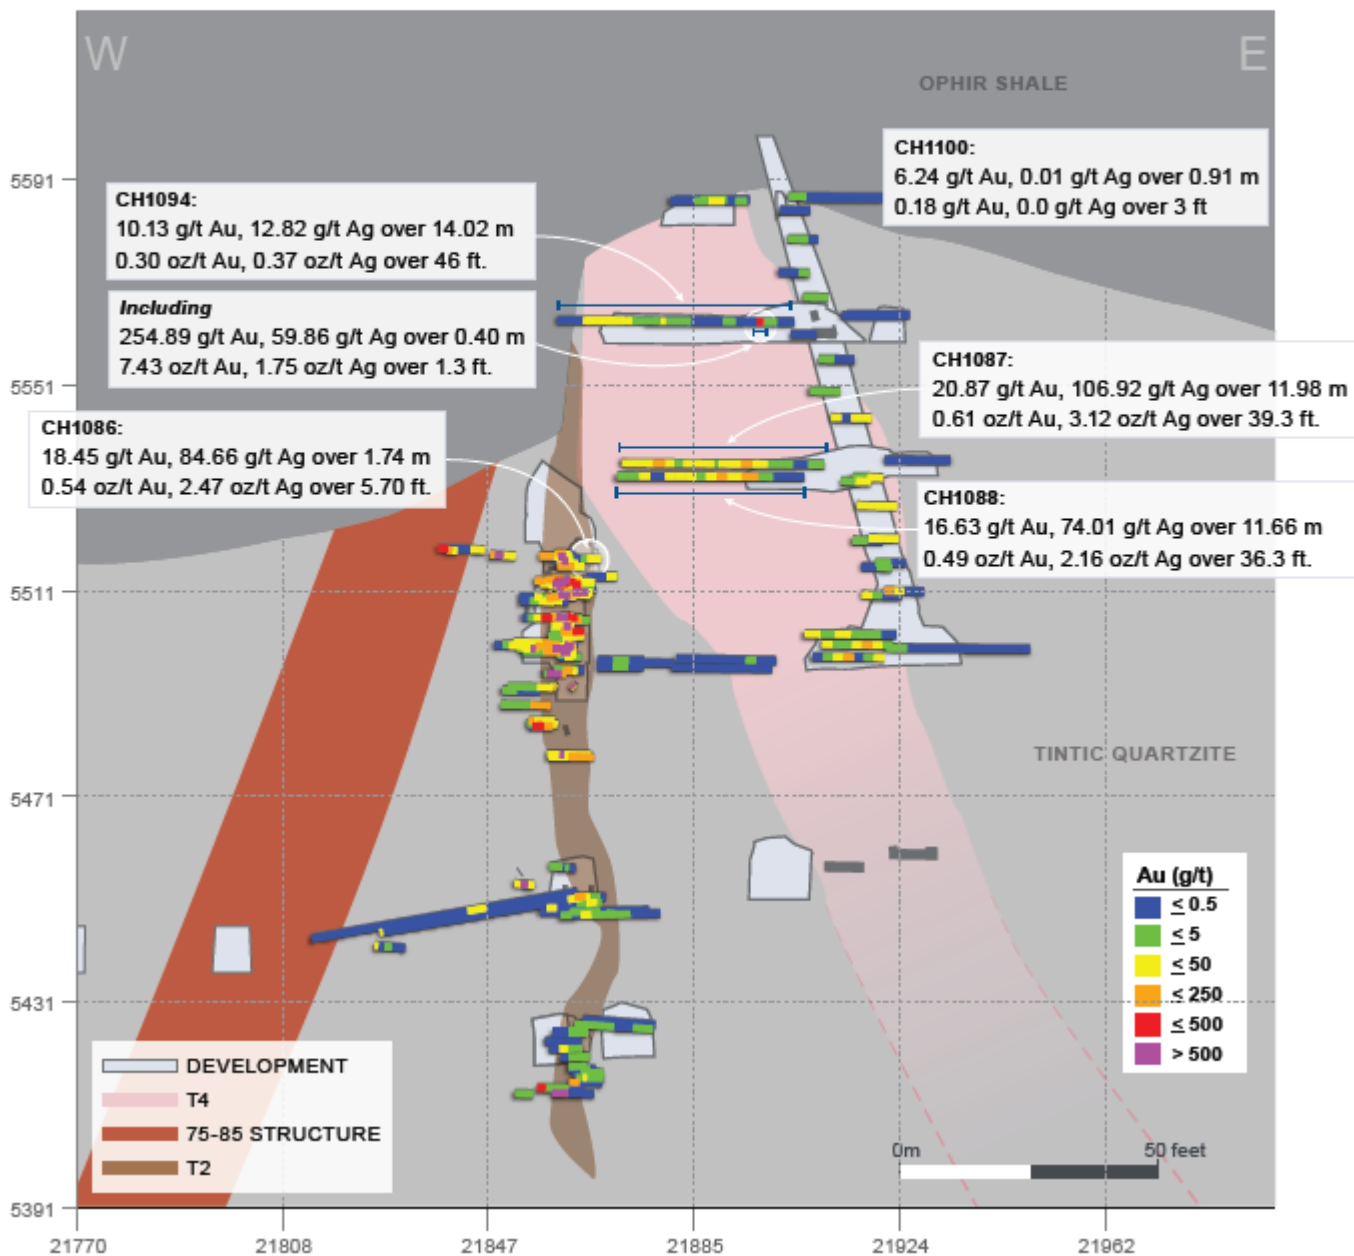 W
E
OPHIR SHALE
CH1100:
6.24 g/t Au, 0.01 g/t Ag over 0.91 m
0.18 g/t Au, 0.0 g/t Ag over 3 ft
5591
CH1094:
10.13 g/t Au, 12.82 g/t Ag over 14.02 m
0.30 oz/t Au, 0.37 oz/t Ag over 46 ft.
Including
254.89 g/t Au, 59.86 g/t Ag over 0.40 m
7.43 oz/t Au, 1.75 oz/t Ag over 1.3 ft.
CH1087:
20.87 g/t Au, 106.92 g/t Ag over 11.98 m
0.61 oz/t Au, 3.12 oz/t Ag over 39.3 ft.
5551
CH1086:
18.45 g/t Au, 84.66 g/t Ag over 1.74 m
0.54 oz/t Au, 2.47 oz/t Ag over 5.70 ft.
CH1088:
16.63 g/t Au, 74.01 g/t Ag over 11.66 m
0.49 oz/t Au, 2.16 oz/t Ag over 36.3 ft.
5511
TINTIC QUARTZITE
5471
Au (g/t)
≤ 0.5
≤ 5
≤ 50
≤ 250
≤ 500
> 500
5431
DEVELOPMENT
T4
75-85 STRUCTURE
T2
0m
50 feet
5391
21770
21808
21847
21885
21924
21962